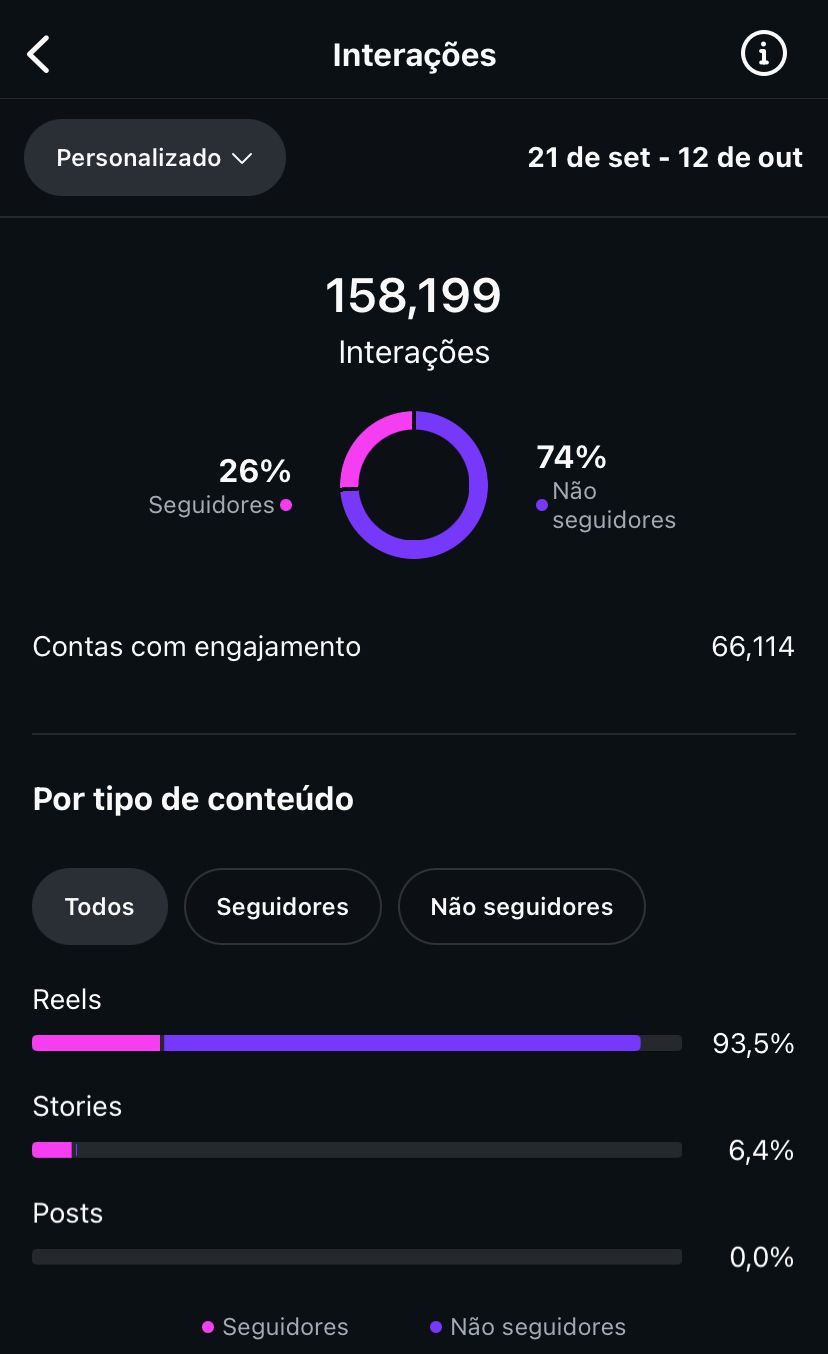 Interações
Personalizado
21 de set - 12 de out
158,199
Interações
26%
Seguidores
74%
Não
seguidores
Contas com engajamento 66,114
Por tipo de conteúdo
Todos Seguidores Não seguidores
Reels
93,5%
Stories
6,4%
Posts
0,0%
Seguidores Não seguidores